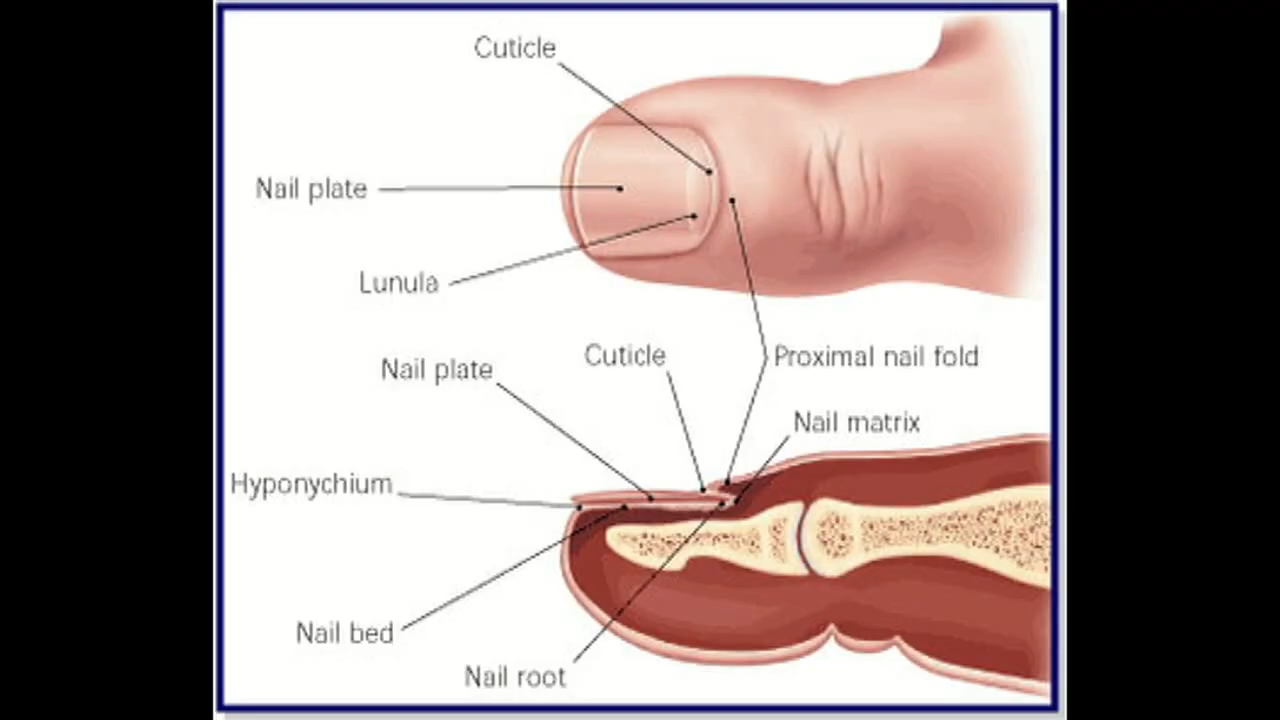 Cuticle
Nail plate
Lunula
Cuticle
Proximal nail fold
Nail plate
Nail matrix
Hyponychium
Nail bed
Nail root